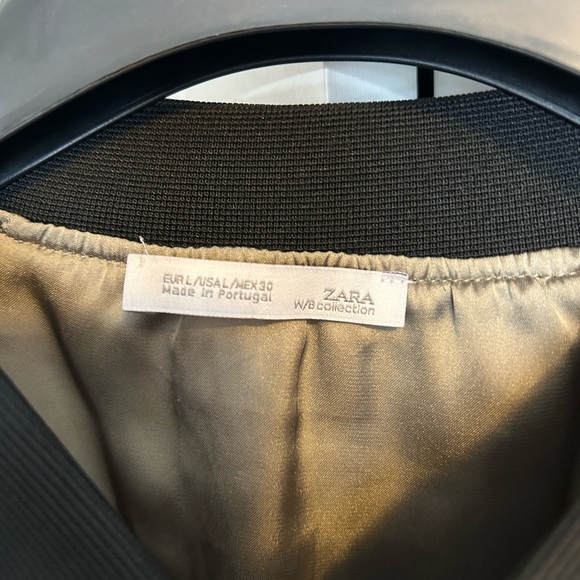 EUR L/USA L/MEX 30
Made in Portugal
ZARA
W/B collection